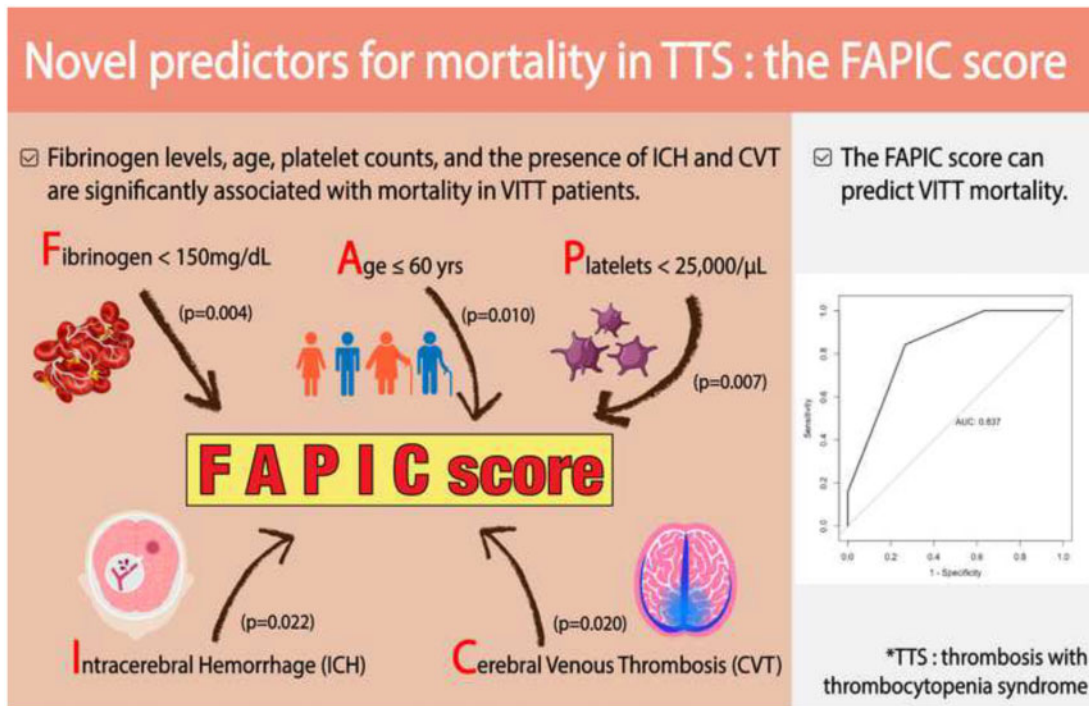 Novel predictors for mortality in TTS : the FAPIC score
☑ Fibrinogen levels, age, platelet counts, and the presence of ICH and CVT
are significantly associated with mortality in VITT patients.
Fibrinogen < 150mg/dL
(p=0.004)
Age ≤ 60 yrs
(p=0.010)
Platelets < 25,000/μL
(p=0.007)
FAPIC score
(p=0.022)
Intracerebral Hemorrhage (ICH)
(p=0.020)
Cerebral Venous Thrombosis (CVT)
☑ The FAPIC score can
predict VITT mortality.
Sensitivity
1.0
0.8
0.6
0.4
0.2
0.0
AUC: 0.837
0.0 0.2 0.4 0.6 0.8 1.0
1 - Specificity
*TTS : thrombosis with
thrombocytopenia syndrome